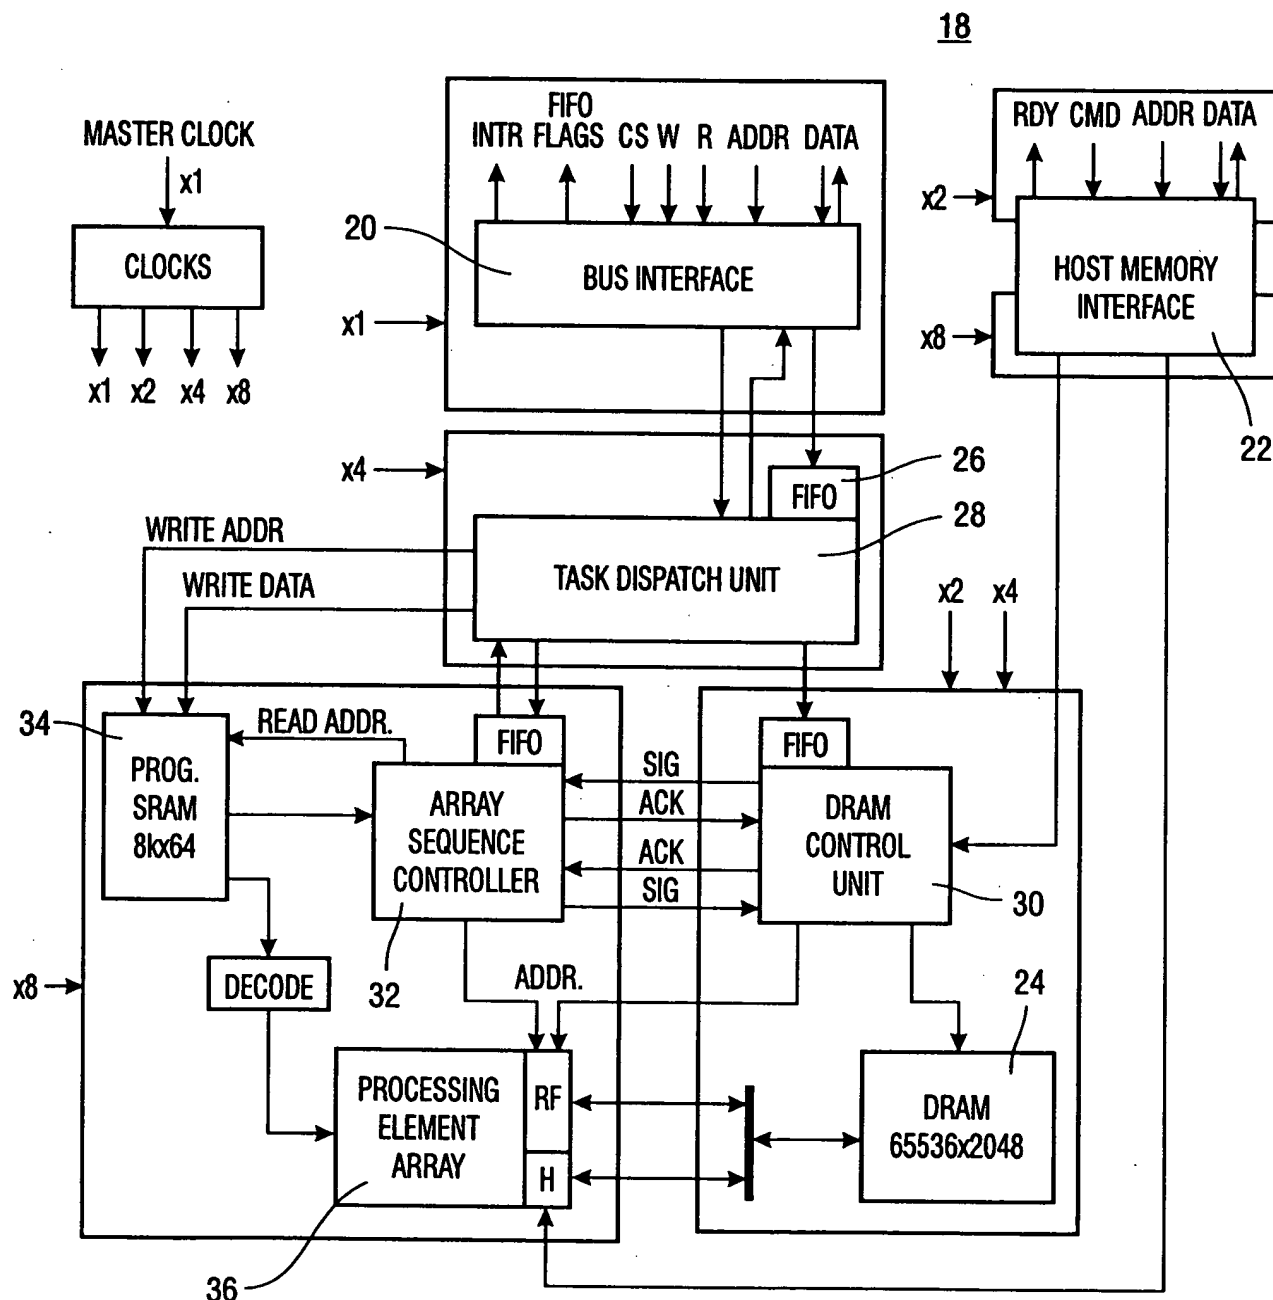 18
MASTER CLOCK
x1
CLOCKS
x1 x2 x4 x8
FIFO
INTR FLAGS CS W R ADDR DATA
20
BUS INTERFACE
x1
RDY CMD ADDR DATA
x2
HOST MEMORY
INTERFACE
x8
22
x4
26
FIFO
28
TASK DISPATCH UNIT
WRITE ADDR
WRITE DATA
x2 x4
34
PROG.
SRAM
8kx64
READ ADDR.
FIFO
ARRAY
SEQUENCE
CONTROLLER
32
SIG
ACK
ACK
SIG
FIFO
DRAM
CONTROL
UNIT
30
x8
DECODE
ADDR.
24
PROCESSING
ELEMENT
ARRAY
RF
H
DRAM
65536x2048
36